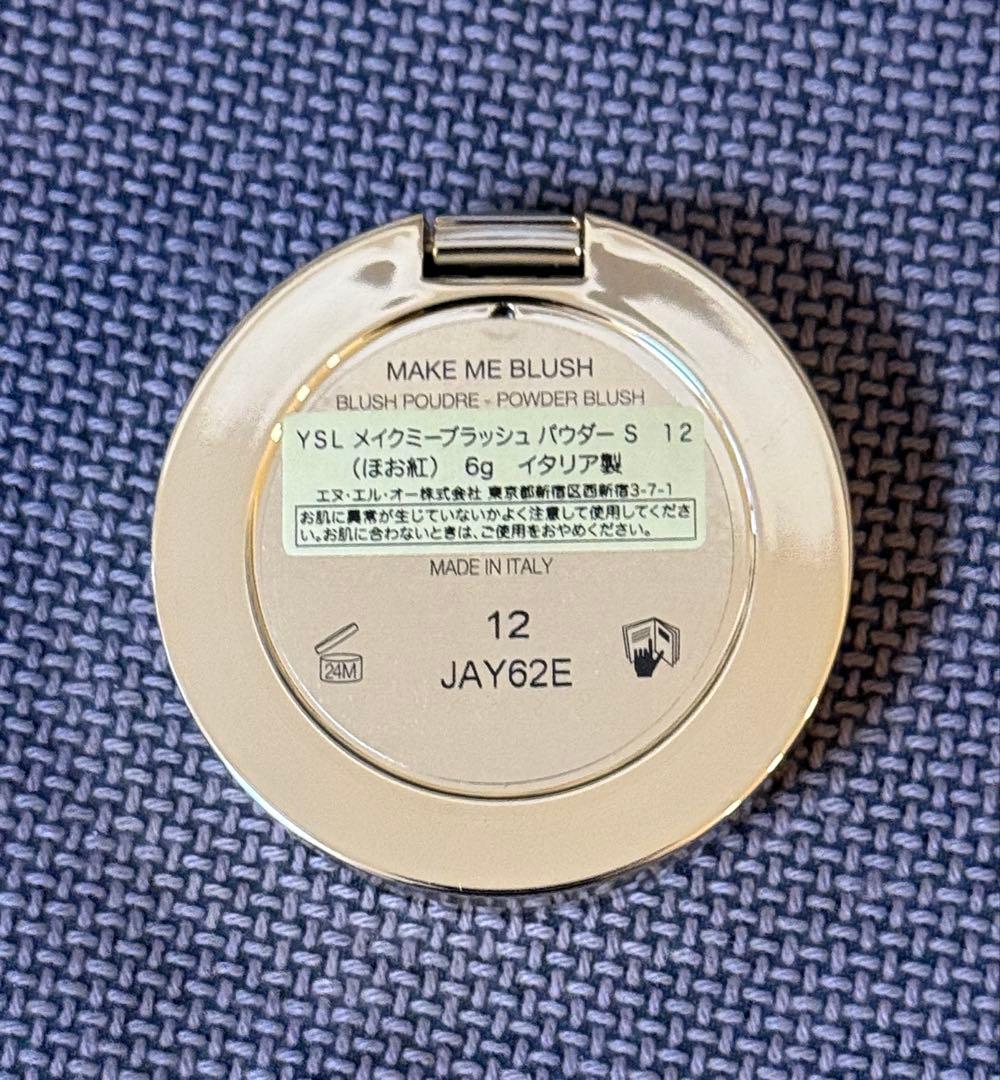 MAKE ME BLUSH
BLUSH POUDRE - POWDER BLUSH
YSL メイクミーブラッシュ パウダー S 12
（ほお紅） 6g イタリア製
エヌ・エル・オー株式会社 東京都新宿区西新宿3-7-1
お肌に異常が生じていないかよく注意して使用してくださ
い。お肌に合わないときは、ご使用をおやめください。
MADE IN ITALY
12
24M
JAY62E